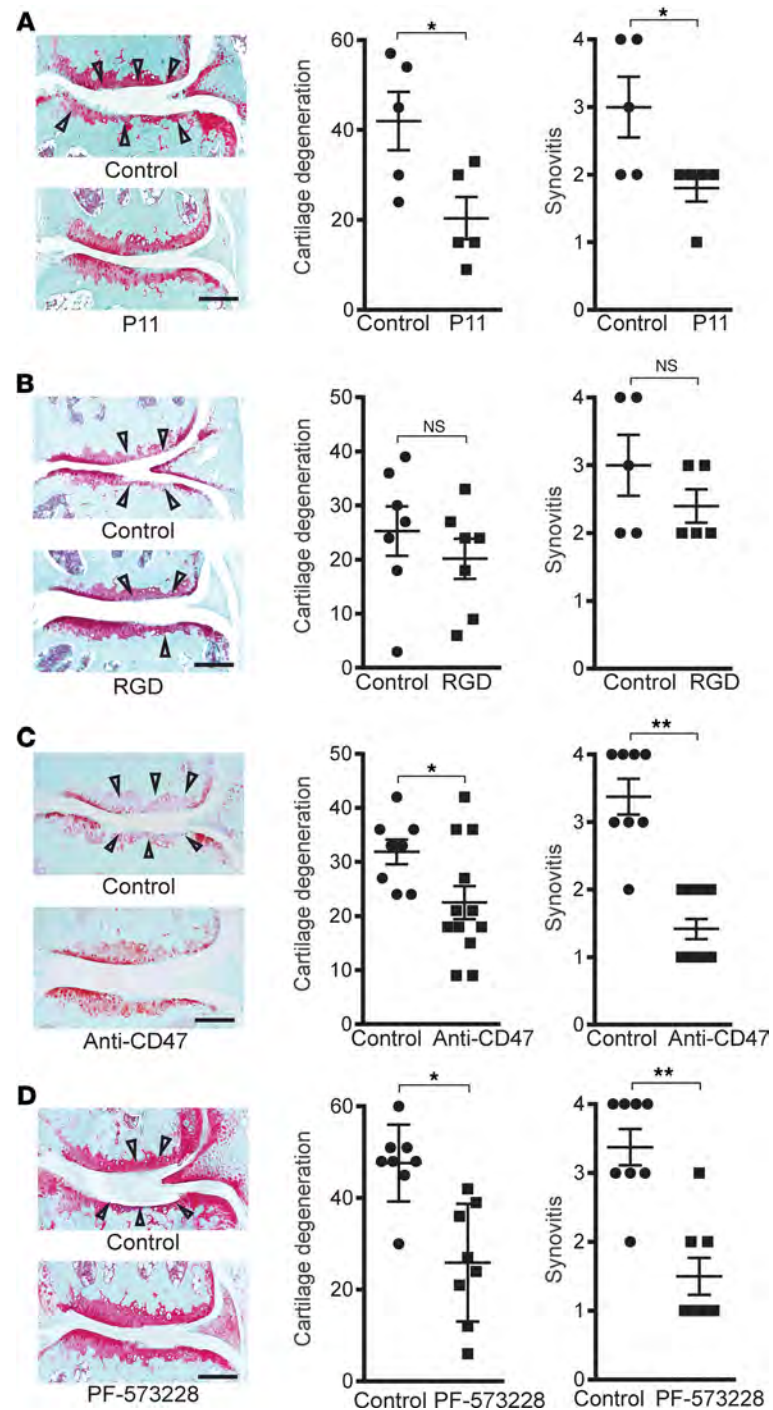 A
Control
P11
Cartilage degeneration
60
40
20
0
*
Control P11
Synovitis
4
3
2
1
0
*
Control P11
B
Control
RGD
Cartilage degeneration
50
40
30
20
10
0
NS
Control RGD
Synovitis
4
3
2
1
0
NS
Control RGD
C
Control
Anti-CD47
Cartilage degeneration
50
40
30
20
10
0
*
Control Anti-CD47
Synovitis
4
3
2
1
0
**
Control Anti-CD47
D
Control
PF-573228
Cartilage degeneration
60
40
20
0
*
Control PF-573228
Synovitis
4
3
2
1
0
**
Control PF-573228